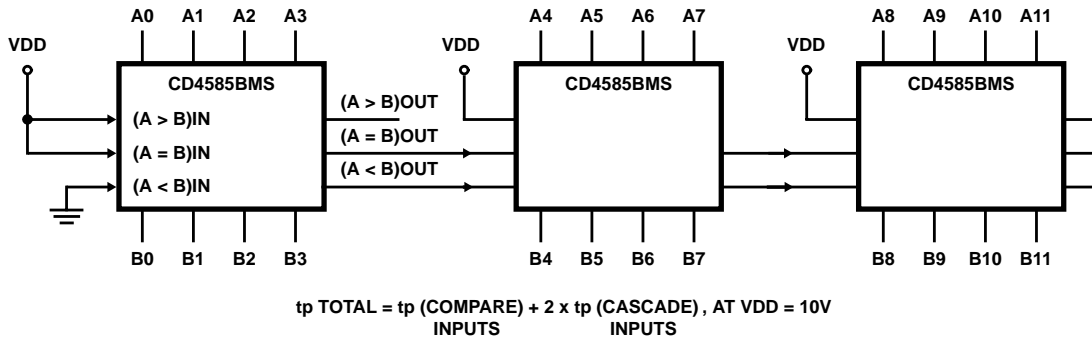 A0 A1 A2 A3 A4 A5 A6 A7 A8 A9 A10 A11
VDD VDD VDD
CD4585BMS CD4585BMS CD4585BMS
(A > B)OUT
(A > B)IN
(A = B)OUT
(A = B)IN
(A < B)OUT
(A < B)IN
B0 B1 B2 B3 B4 B5 B6 B7 B8 B9 B10 B11
tp TOTAL = tp (COMPARE) + 2 x tp (CASCADE) , AT VDD = 10V
INPUTS INPUTS